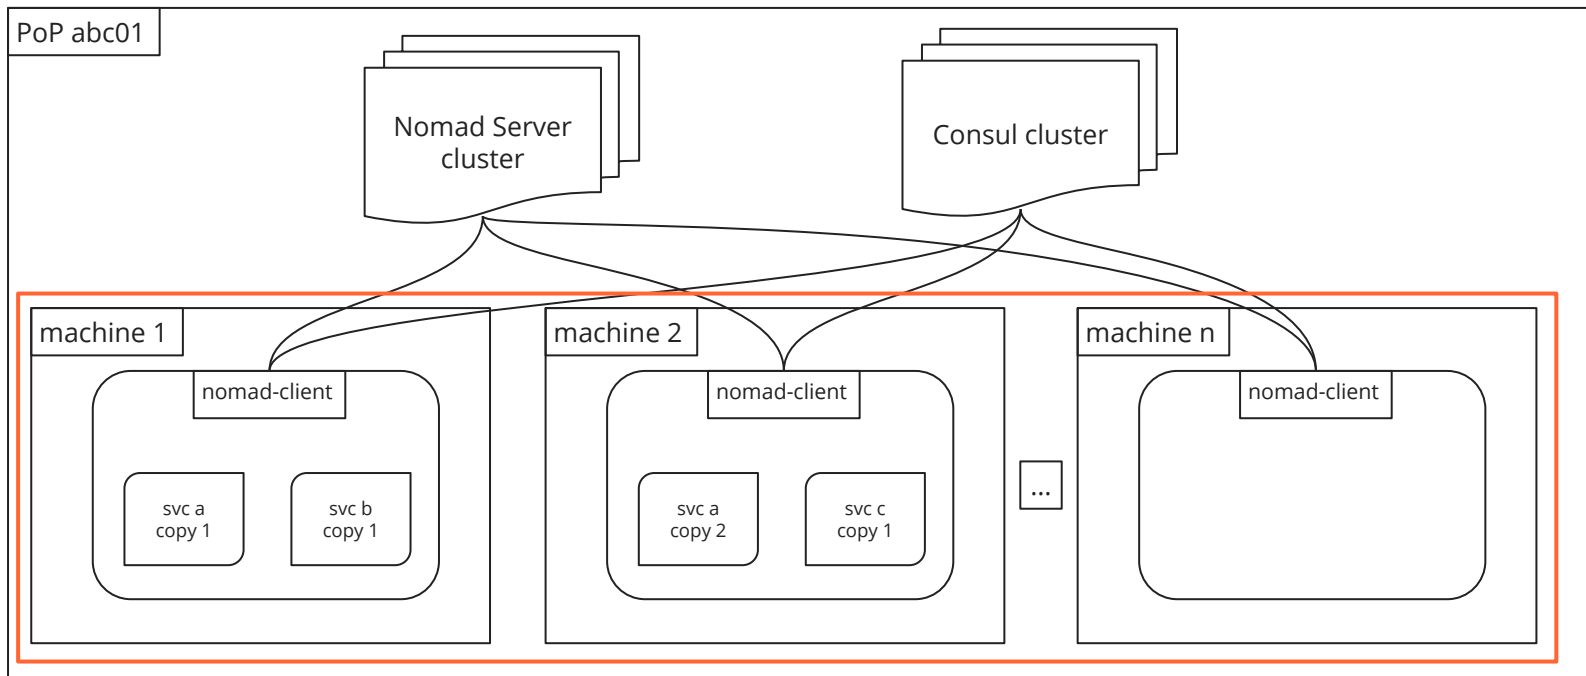 PoP abc01
Nomad Server
cluster
Consul cluster
machine 1
machine 2
machine n
nomad-client
nomad-client
nomad-client
svc a
copy 1
svc b
copy 1
svc a
copy 2
svc c
copy 1
...